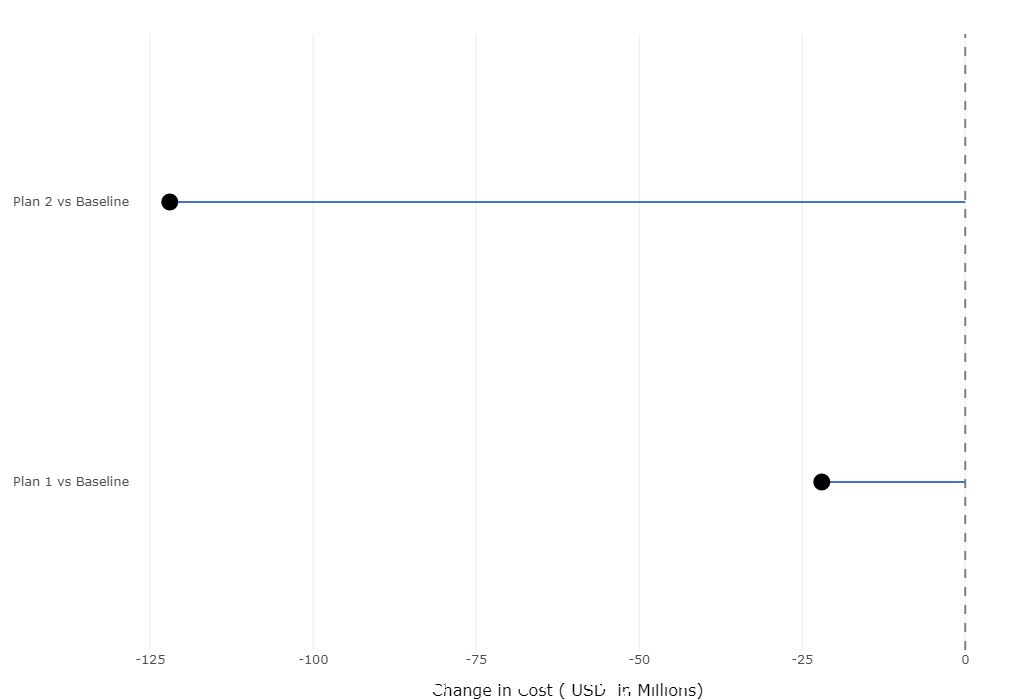 Plan 2 vs Baseline
Plan 1 vs Baseline
-125 -100 -75 -50 -25 0
Change in Cost ( USD in Millions)